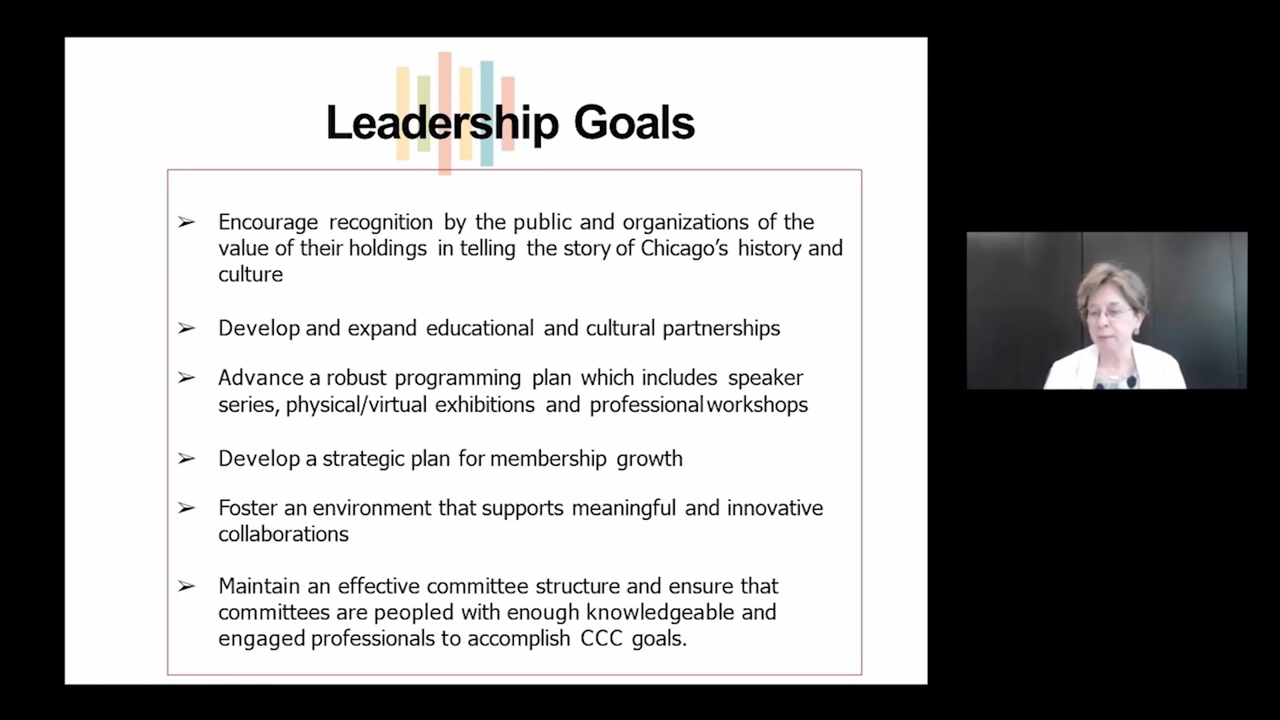 Leadership Goals
➢ Encourage recognition by the public and organizations of the
value of their holdings in telling the story of Chicago’s history and
culture
➢ Develop and expand educational and cultural partnerships
➢ Advance a robust programming plan which includes speaker
series, physical/virtual exhibitions and professional workshops
➢ Develop a strategic plan for membership growth
➢ Foster an environment that supports meaningful and innovative
collaborations
➢ Maintain an effective committee structure and ensure that
committees are peopled with enough knowledgeable and
engaged professionals to accomplish CCC goals.